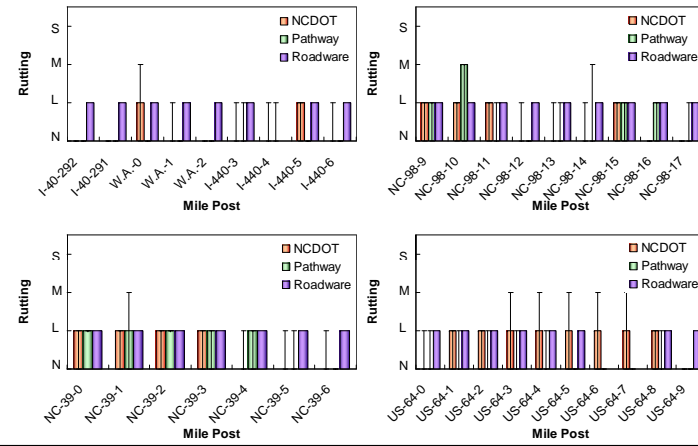 S
M
L
N
Rutting
NCDOT
Pathway
Roadware
I-40-292
I-40-291
W.A.-0
W.A.-1
W.A.-2
I-440-3
I-440-4
I-440-5
I-440-6
Mile Post
S
M
L
N
Rutting
NCDOT
Pathway
Roadware
NC-98-9
NC-98-10
NC-98-11
NC-98-12
NC-98-13
NC-98-14
NC-98-15
NC-98-16
NC-98-17
Mile Post
S
M
L
N
Rutting
NCDOT
Pathway
Roadware
NC-39-0
NC-39-1
NC-39-2
NC-39-3
NC-39-4
NC-39-5
NC-39-6
Mile Post
S
M
L
N
Rutting
NCDOT
Pathway
Roadware
US-64-0
US-64-1
US-64-2
US-64-3
US-64-4
US-64-5
US-64-6
US-64-7
US-64-8
US-64-9
Mile Post